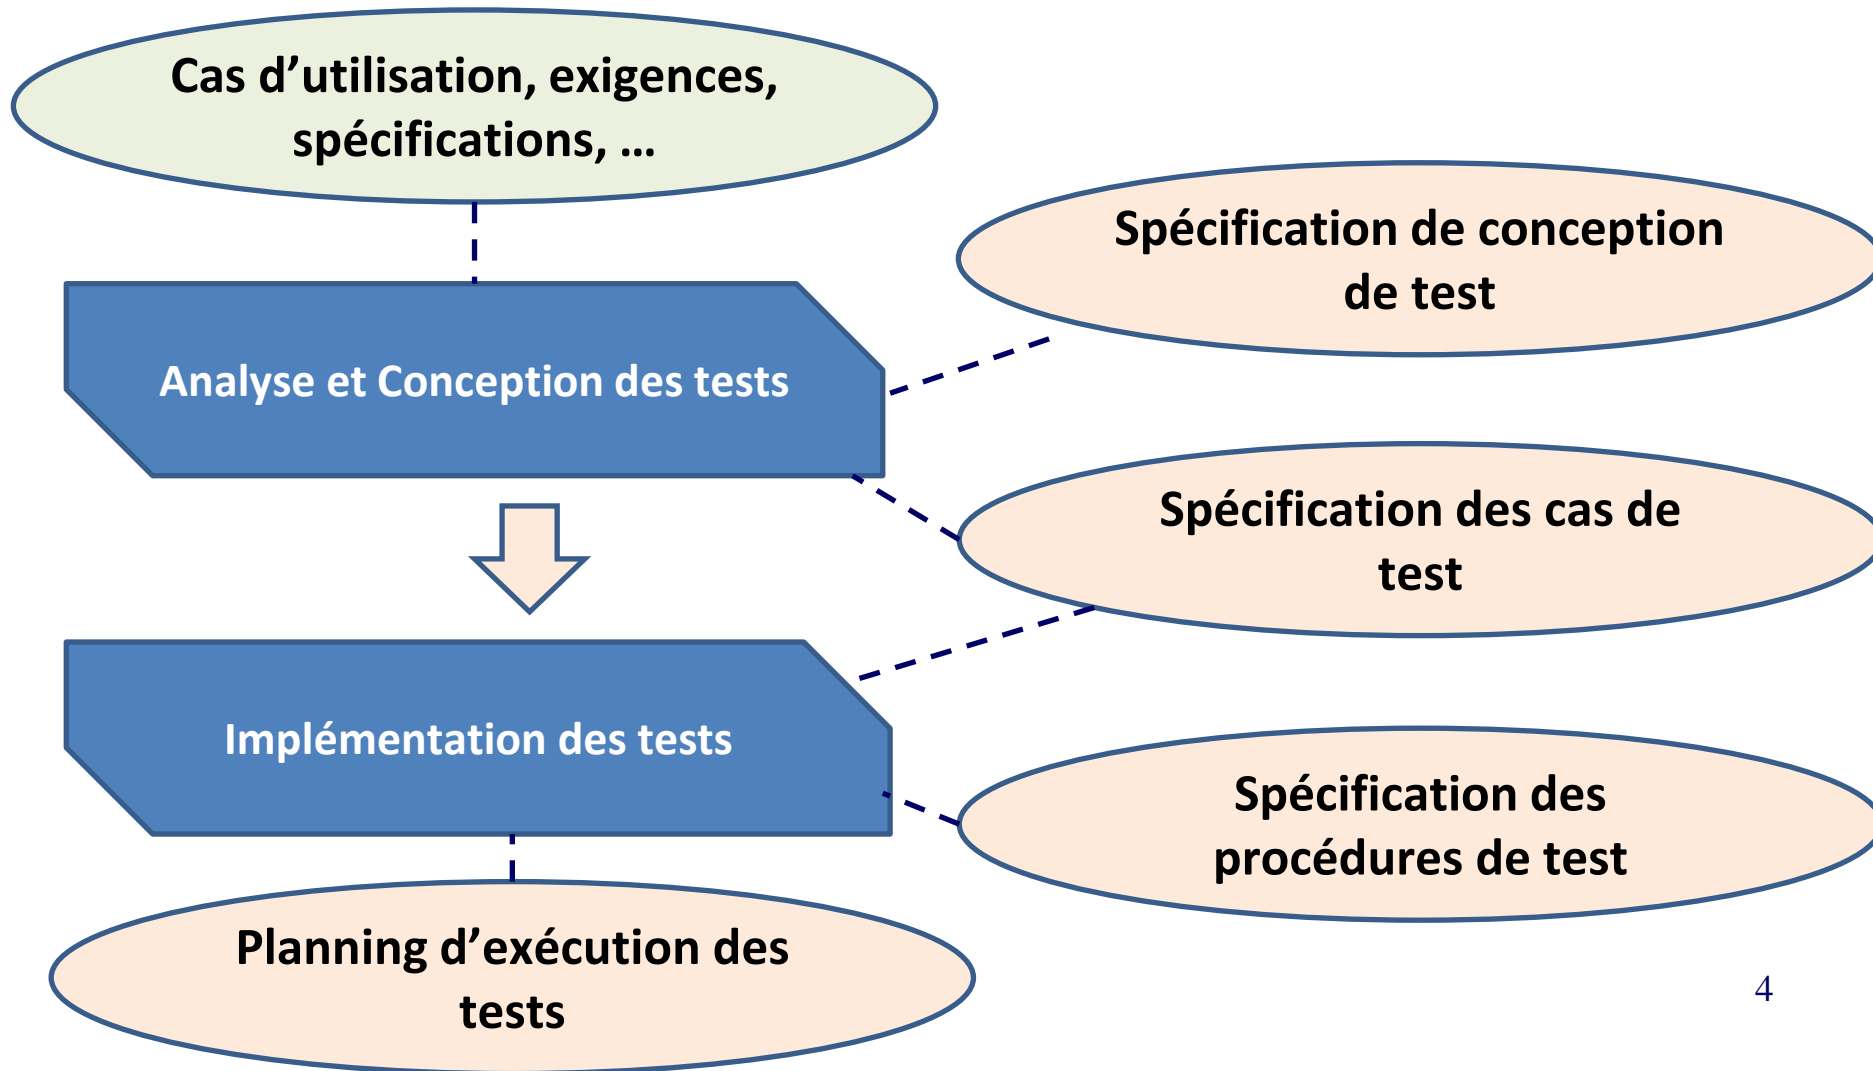 Cas d’utilisation, exigences,
spécifications, ...
Spécification de conception
de test
Analyse et Conception des tests
Spécification des cas de
test
Implémentation des tests
Spécification des
procédures de test
Planning d’exécution des
tests
4